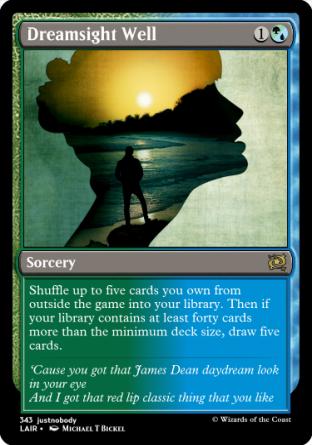 Dreamsight Well 1
Sorcery
Shuffle up to five cards you own from
outside the game into your library. Then if
your library contains at least forty cards
more than the minimum deck size, draw five
cards.
‘Cause you got that James Dean daydream look
in your eye
And I got that red lip classic thing that you like
343 justnobody
LAIR • Michael T Bickel
© Wizards of the Coast